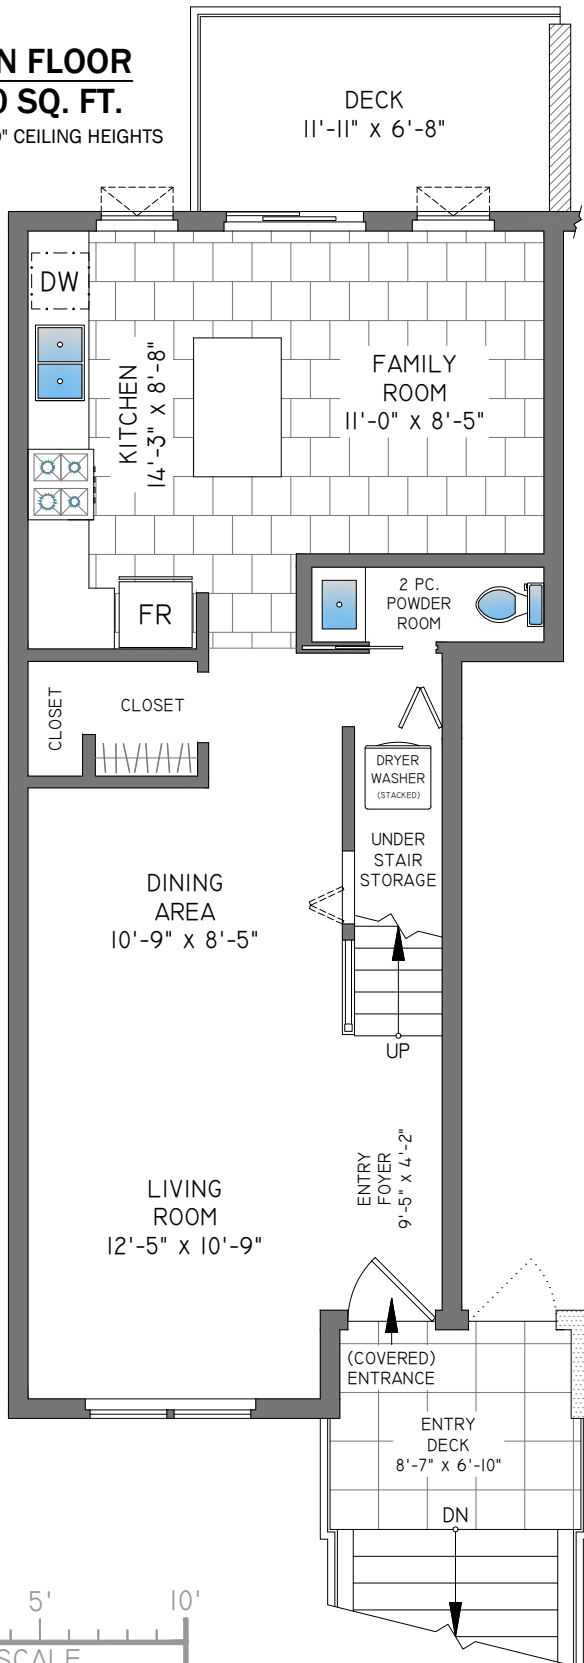 N FLOOR
0 SQ. FT.
0" CEILING HEIGHTS
DECK
11'-11" X 6'-8"
DW
KITCHEN
14'-3" X 8'-8"
FAMILY
ROOM
11'-0" X 8'-5"
FR
2 PC.
POWDER
ROOM
CLOSET
CLOSET
DRYER
WASHER
(STACKED)
UNDER
STAIR
STORAGE
DINING
AREA
10'-9" X 8'-5"
UP
ENTRY
FOYER
9'-5" X 4'-2"
LIVING
ROOM
12'-5" X 10'-9"
(COVERED)
ENTRANCE
ENTRY
DECK
8'-7" X 6'-10"
DN
5' 10'
SCALE